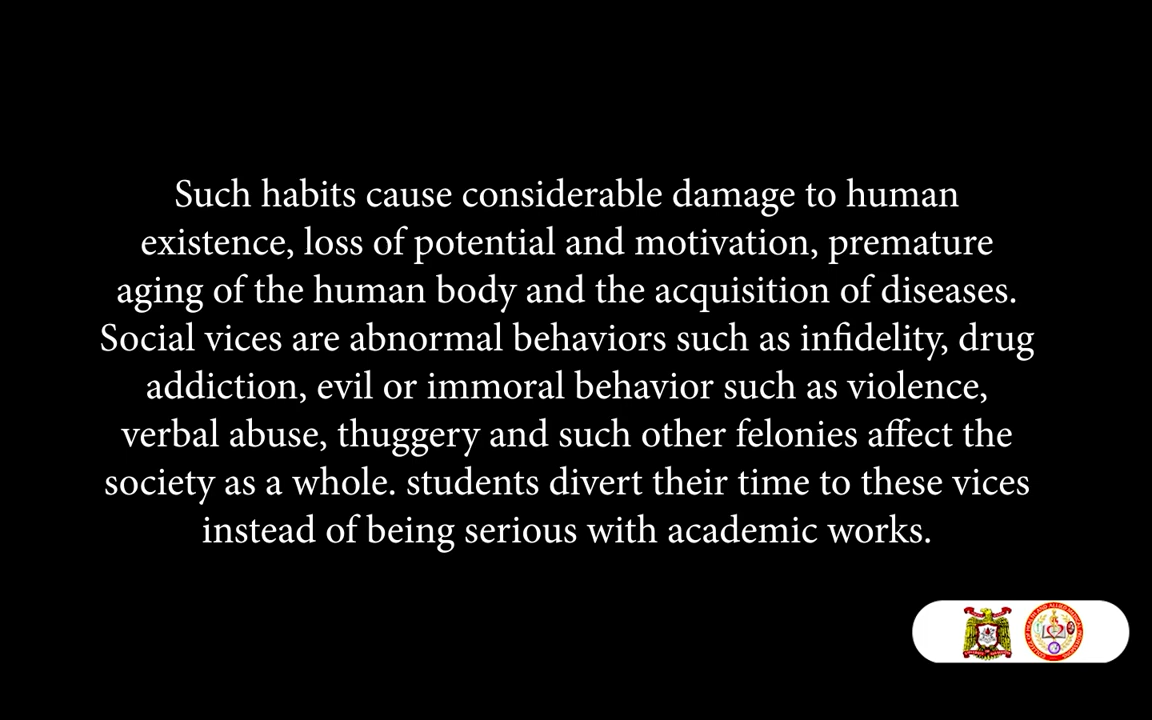 Such habits cause considerable damage to human
existence, loss of potential and motivation, premature
aging of the human body and the acquisition of diseases.
Social vices are abnormal behaviors such as infidelity, drug
addiction, evil or immoral behavior such as violence,
verbal abuse, thuggery and such other felonies affect the
society as a whole. students divert their time to these vices
instead of being serious with academic works.